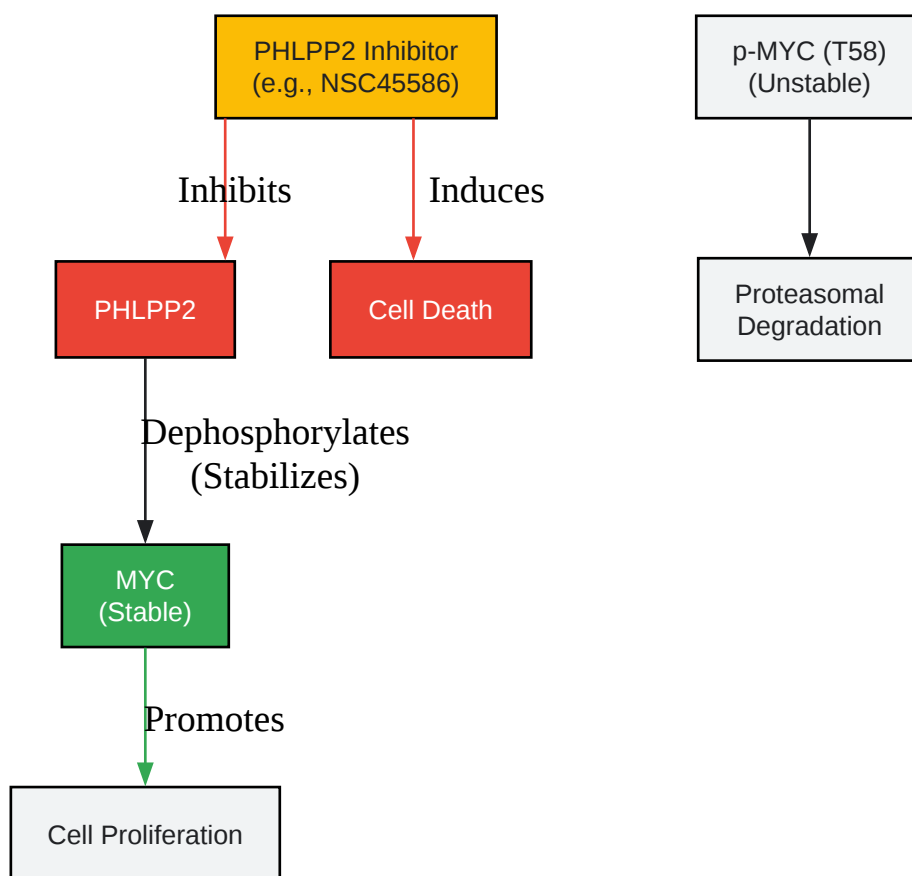 PHLPP2 Inhibitor
(e.g., NSC45586)
p-MYC (T58)
(Unstable)
Inhibits
Induces
PHLPP2
Cell Death
Proteasomal
Degradation
Dephosphorylates
(Stabilizes)
MYC
(Stable)
Promotes
Cell Proliferation